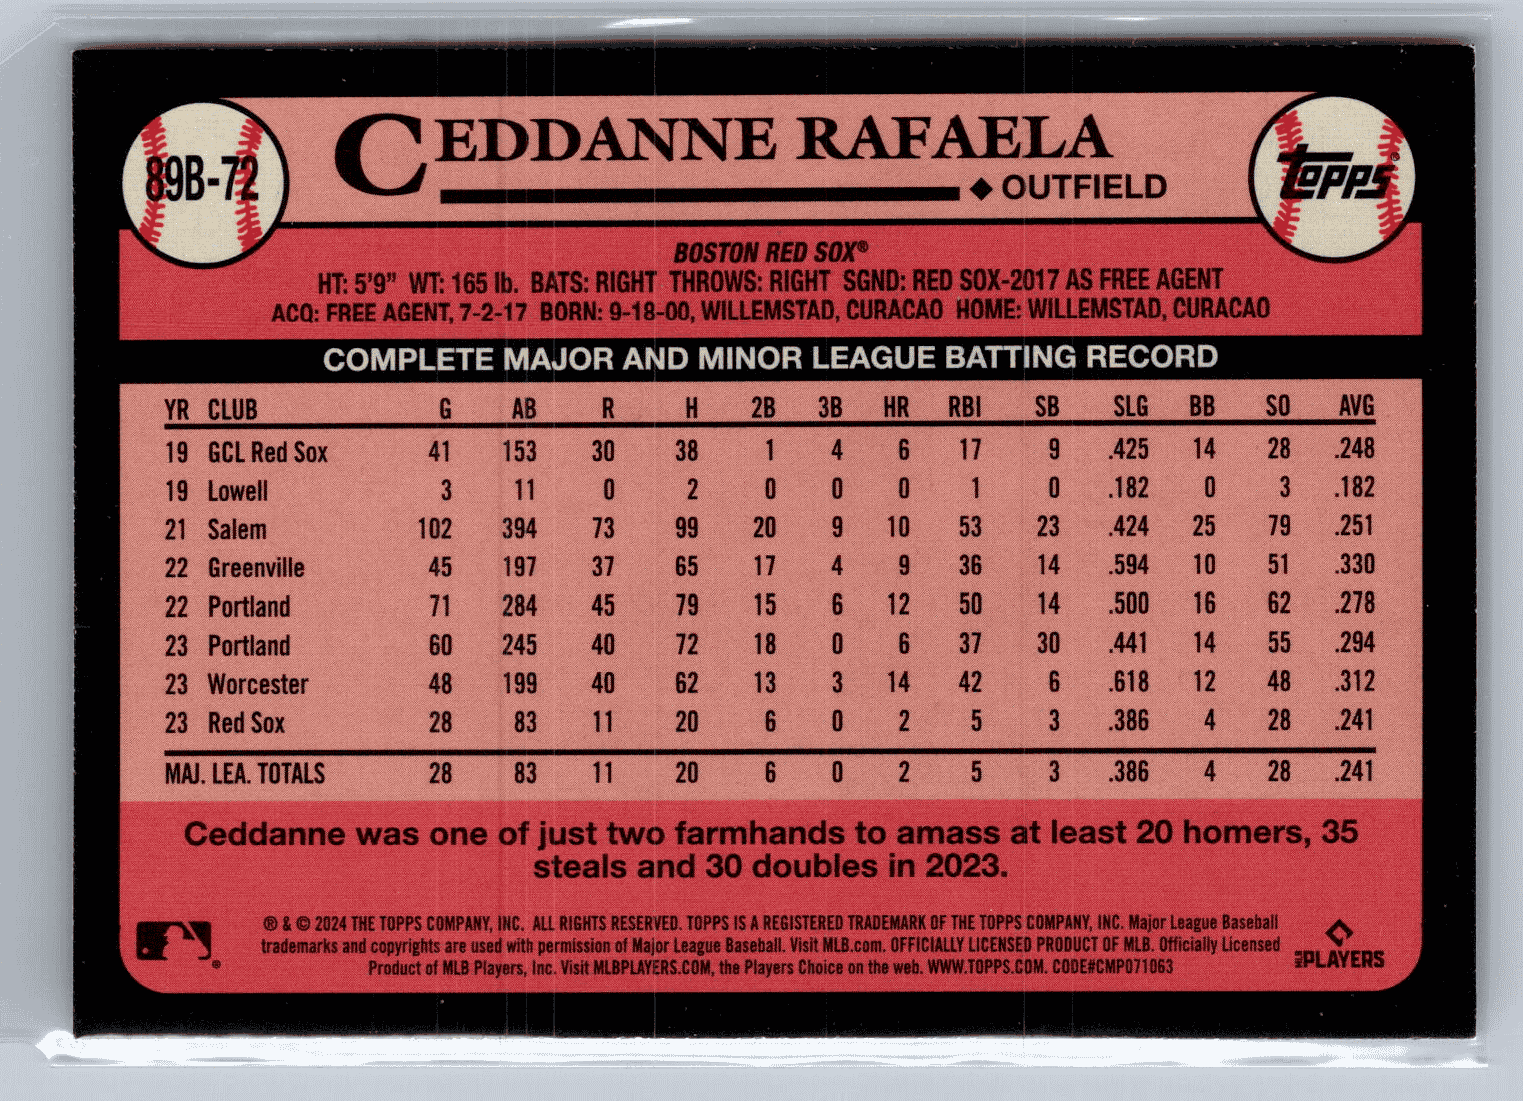 89B-72
CEDDANNE RAFAELA
◆ OUTFIELD
TOPPS®
BOSTON RED SOX®
HT: 5'9" WT: 165 lb. BATS: RIGHT THROWS: RIGHT SGND: RED SOX-2017 AS FREE AGENT
ACQ: FREE AGENT, 7-2-17 BORN: 9-18-00, WILLEMSTAD, CURACAO HOME: WILLEMSTAD, CURACAO
COMPLETE MAJOR AND MINOR LEAGUE BATTING RECORD
YR CLUB G AB R H 2B 3B HR RBI SB SLG BB SO AVG
19 GCL Red Sox 41 153 30 38 1 4 6 17 9 .425 14 28 .248
19 Lowell 3 11 0 2 0 0 0 1 0 .182 0 3 .182
21 Salem 102 394 73 99 20 9 10 53 23 .424 25 79 .251
22 Greenville 45 197 37 65 17 4 9 36 14 .594 10 51 .330
22 Portland 71 284 45 79 15 6 12 50 14 .500 16 62 .278
23 Portland 60 245 40 72 18 0 6 37 30 .441 14 55 .294
23 Worcester 48 199 40 62 13 3 14 42 6 .618 12 48 .312
23 Red Sox 28 83 11 20 6 0 2 5 3 .386 4 28 .241
MAJ. LEA. TOTALS 28 83 11 20 6 0 2 5 3 .386 4 28 .241
Ceddanne was one of just two farmhands to amass at least 20 homers, 35
steals and 30 doubles in 2023.
® & © 2024 THE TOPPS COMPANY, INC. ALL RIGHTS RESERVED. TOPPS IS A REGISTERED TRADEMARK OF THE TOPPS COMPANY, INC. Major League Baseball
trademarks and copyrights are used with permission of Major League Baseball. Visit MLB.com. OFFICIALLY LICENSED PRODUCT OF MLB. Officially Licensed
Product of MLB Players, Inc. Visit MLBPLAYERS.COM, the Players Choice on the web. WWW.TOPPS.COM. CODE#CMP071063
®
MLB PLAYERS